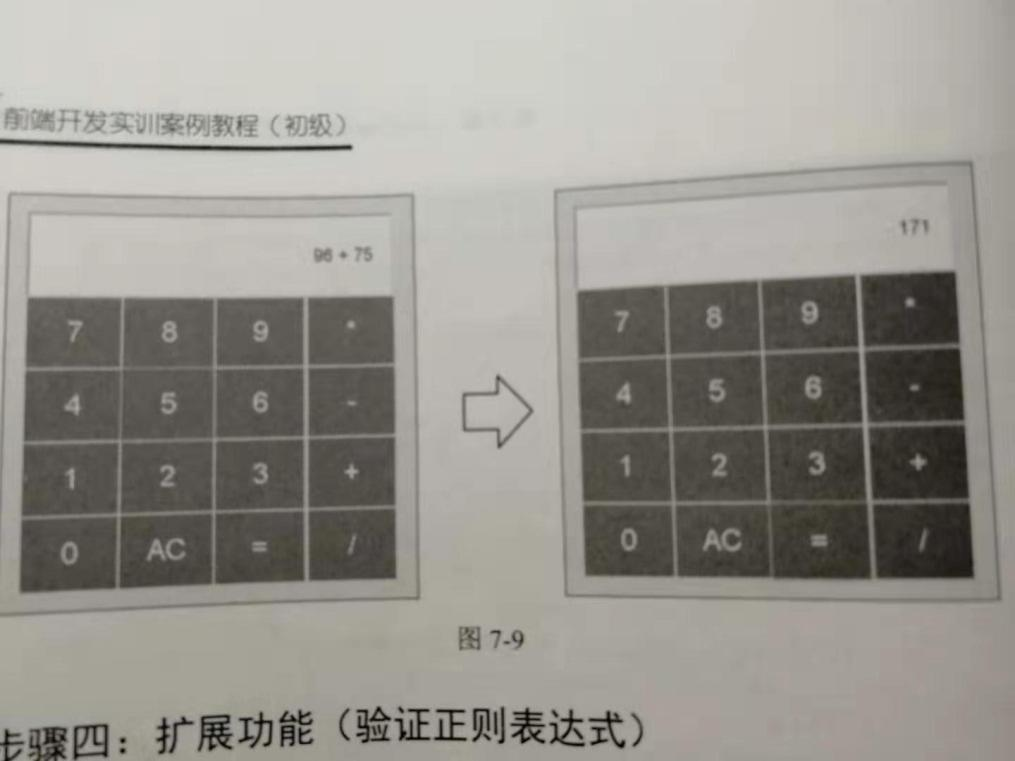 前端开发实训案例教程（初级）
96 + 75
7 8 9 *
4 5 6 -
1 2 3 +
0 AC = /
171
7 8 9 *
4 5 6 -
1 2 3 +
0 AC = /
图 7-9
步骤四：扩展功能（验证正则表达式）